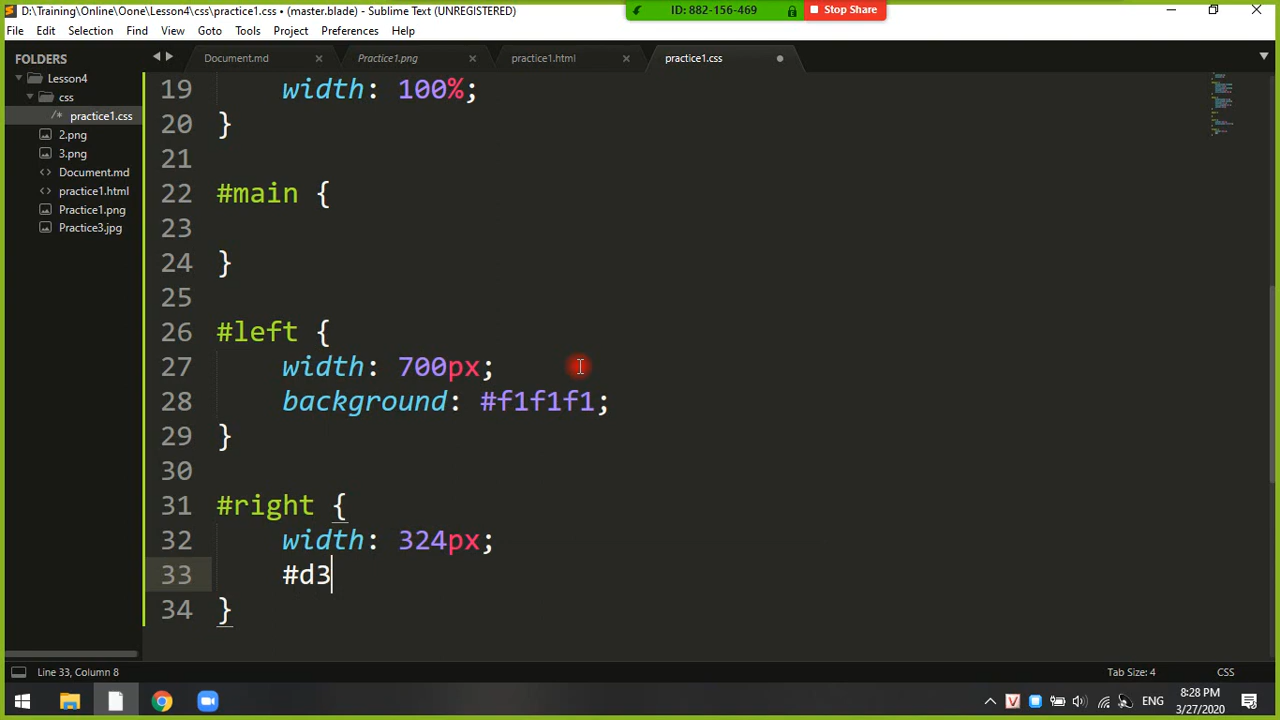 D:\Training\Online\Oone\Lesson4\css\practice1.css • (master.blade) - Sublime Text (UNREGISTERED)
ID: 882-156-469
Stop Share
File Edit Selection Find View Goto Tools Project Preferences Help
FOLDERS
Lesson4
css
/* practice1.css
2.png
3.png
<> Document.md
<> practice1.html
Practice1.png
Practice3.jpg
Document.md × Practice1.png × practice1.html × practice1.css
19 width: 100%;
20 }
21
22 #main {
23
24 }
25
26 #left {
27 width: 700px;
28 background: #f1f1f1;
29 }
30
31 #right {
32 width: 324px;
33 #d3
34 }
Line 33, Column 8
Tab Size: 4
CSS
ENG
8:28 PM
3/27/2020